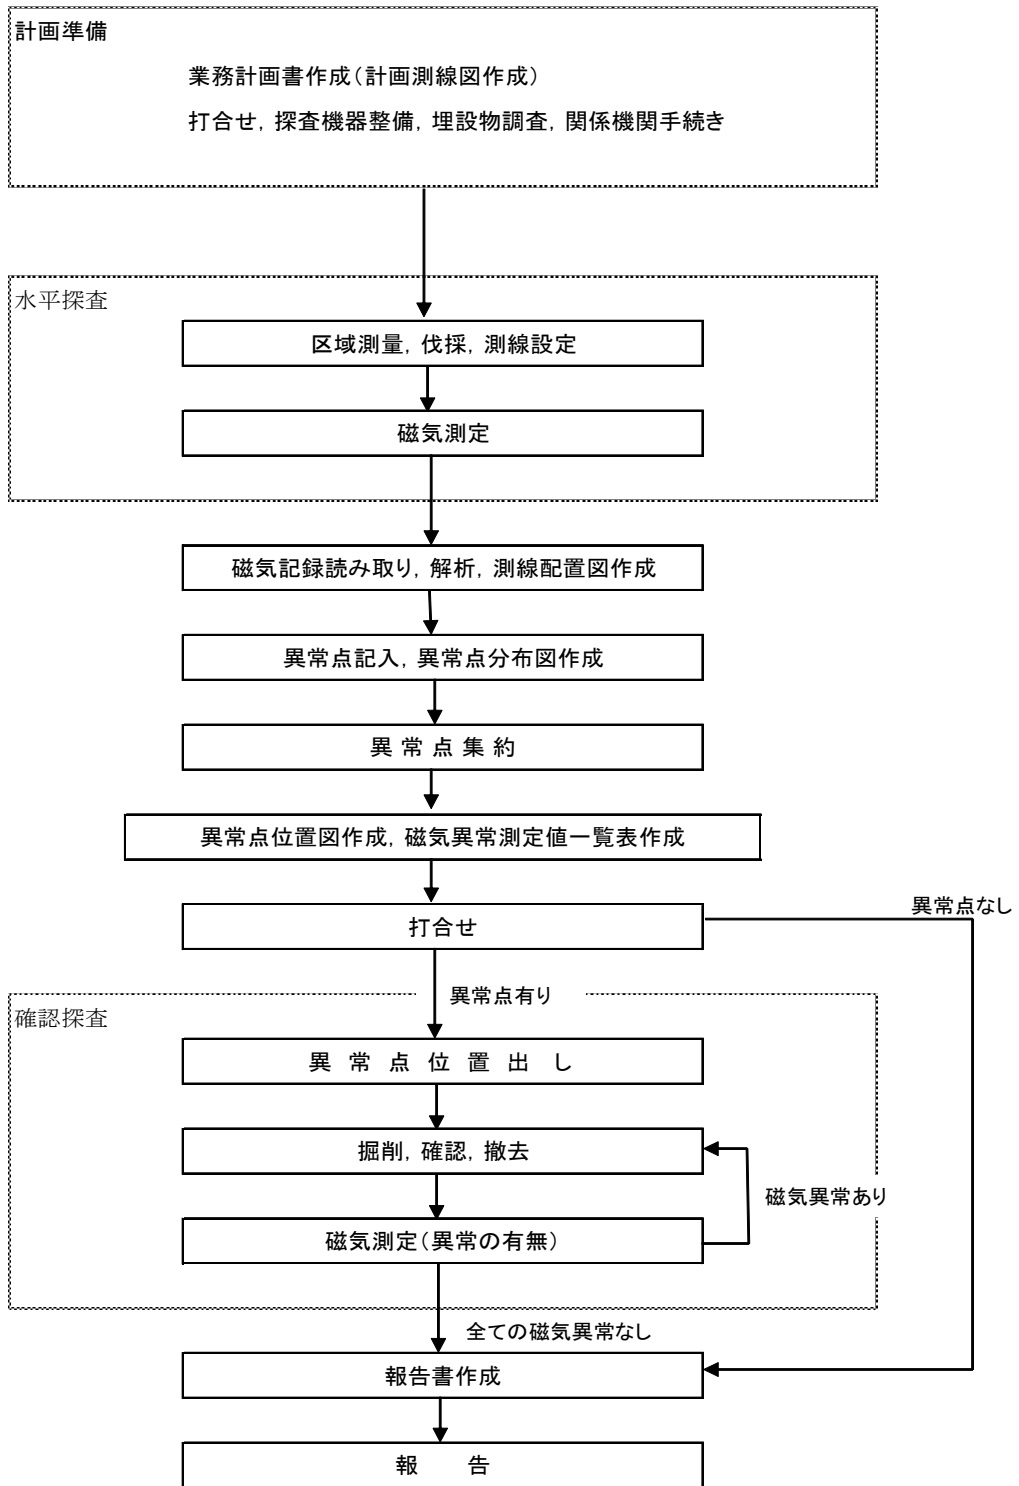 計画準備
業務計画書作成（計画測線図作成）
打合せ，探査機器整備，埋設物調査，関係機関手続き
水平探査
区域測量，伐採，測線設定
磁気測定
磁気記録読み取り，解析，測線配置図作成
異常点記入，異常点分布図作成
異 常 点 集 約
異常点位置図作成，磁気異常測定値一覧表作成
異常点なし
打合せ
異常点有り
確認探査
異 常 点 位 置 出 し
掘削，確認，撤去
磁気異常あり
磁気測定（異常の有無）
全ての磁気異常なし
報告書作成
報 告